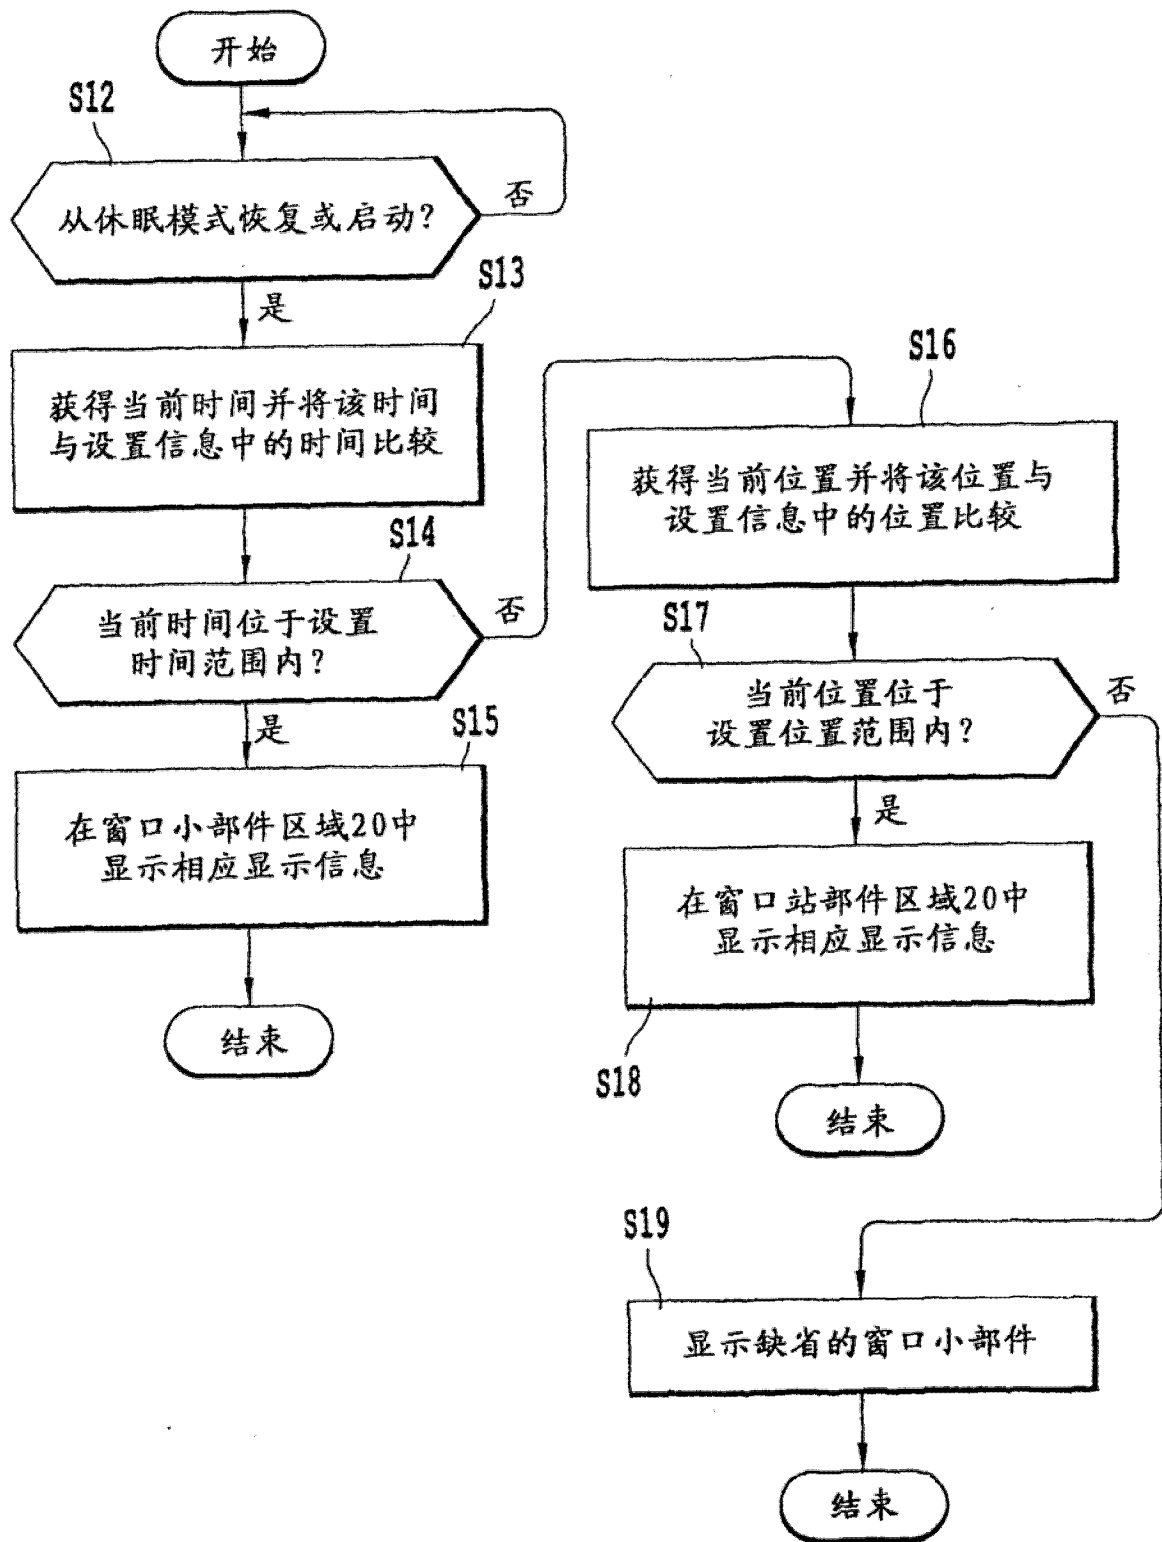 开始
S12
从休眠模式恢复或启动?
否
是
S13
获得当前时间并将该时间
与设置信息中的时间比较
S14
当前时间位于设置
时间范围内?
否
是
S15
在窗口小部件区域20中
显示相应显示信息
结束
S16
获得当前位置并将该位置与
设置信息中的位置比较
S17
当前位置位于
设置位置范围内?
否
是
在窗口站部件区域20中
显示相应显示信息
S18
结束
S19
显示缺省的窗口小部件
结束